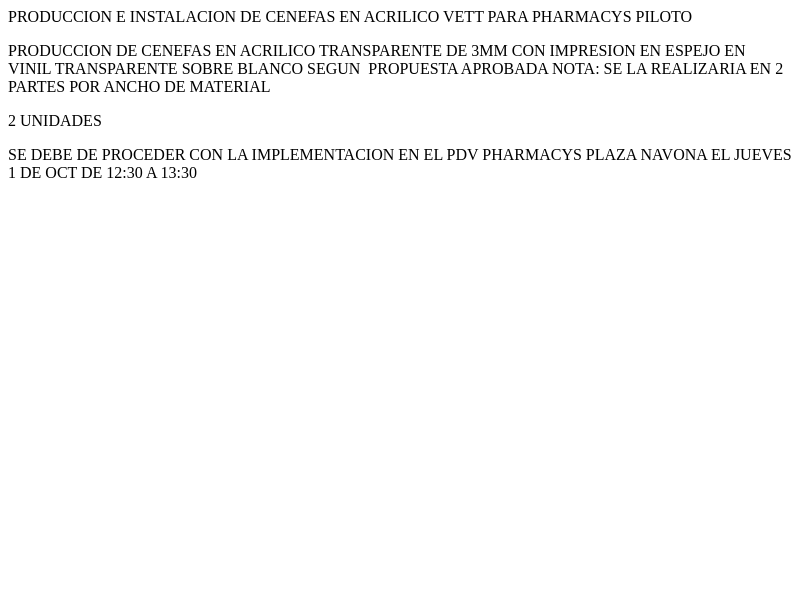 PRODUCCION E INSTALACION DE CENEFAS EN ACRILICO VETT PARA PHARMACYS PILOTO
PRODUCCION DE CENEFAS EN ACRILICO TRANSPARENTE DE 3MM CON IMPRESION EN ESPEJO EN
VINIL TRANSPARENTE SOBRE BLANCO SEGUN  PROPUESTA APROBADA NOTA: SE LA REALIZARIA EN 2
PARTES POR ANCHO DE MATERIAL
2 UNIDADES
SE DEBE DE PROCEDER CON LA IMPLEMENTACION EN EL PDV PHARMACYS PLAZA NAVONA EL JUEVES
1 DE OCT DE 12:30 A 13:30